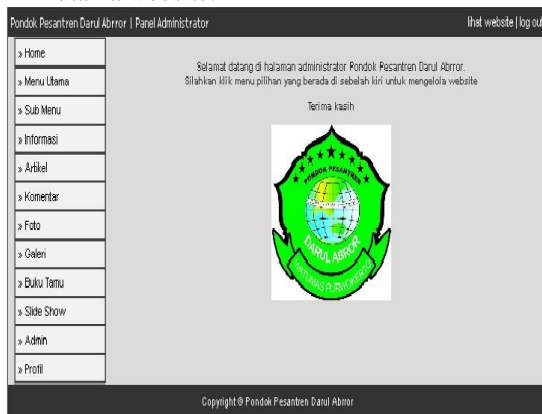 Pondok Pesantren Darul Abrror | Panel Administrator
lihat website | log out
» Home
» Menu Utama
» Sub Menu
» Informasi
» Artikel
» Komentar
» Foto
» Galeri
» Buku Tamu
» Slide Show
» Admin
» Profil
Selamat datang di halaman administrator Pondok Pesantren Darul Abrror.
Silahkan klik menu pilihan yang berada di sebelah kiri untuk mengelola website
Terima kasih
PONDOK PESANTREN
DARUL ABROR
WATUMAS PURWOKERTO
Copyright © Pondok Pesantren Darul Abrror